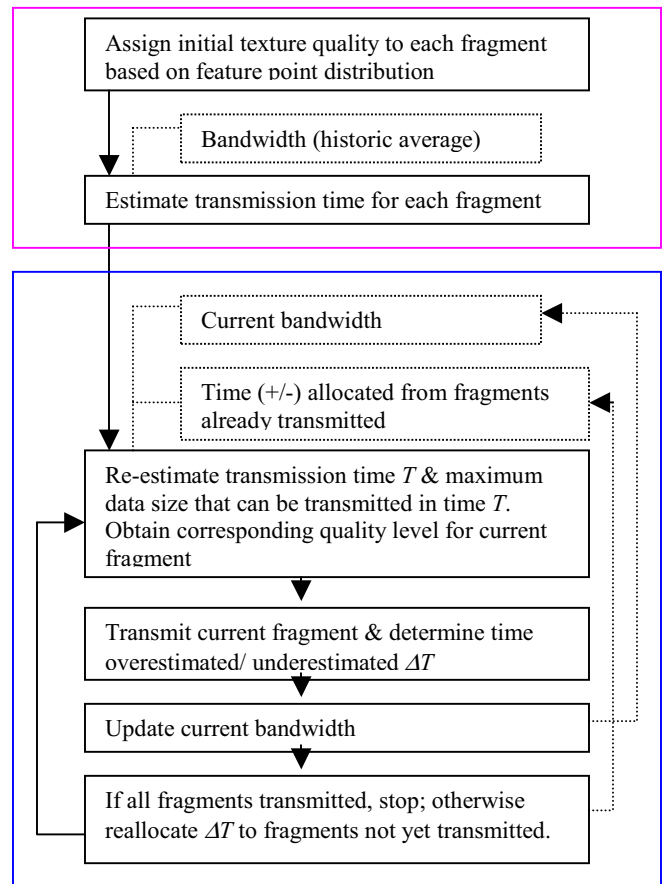 Assign initial texture quality to each fragment
based on feature point distribution
Bandwidth (historic average)
Estimate transmission time for each fragment
Current bandwidth
Time (+/-) allocated from fragments
already transmitted
Re-estimate transmission time T & maximum
data size that can be transmitted in time T.
Obtain corresponding quality level for current
fragment
Transmit current fragment & determine time
overestimated/ underestimated ΔT
Update current bandwidth
If all fragments transmitted, stop; otherwise
reallocate ΔT to fragments not yet transmitted.